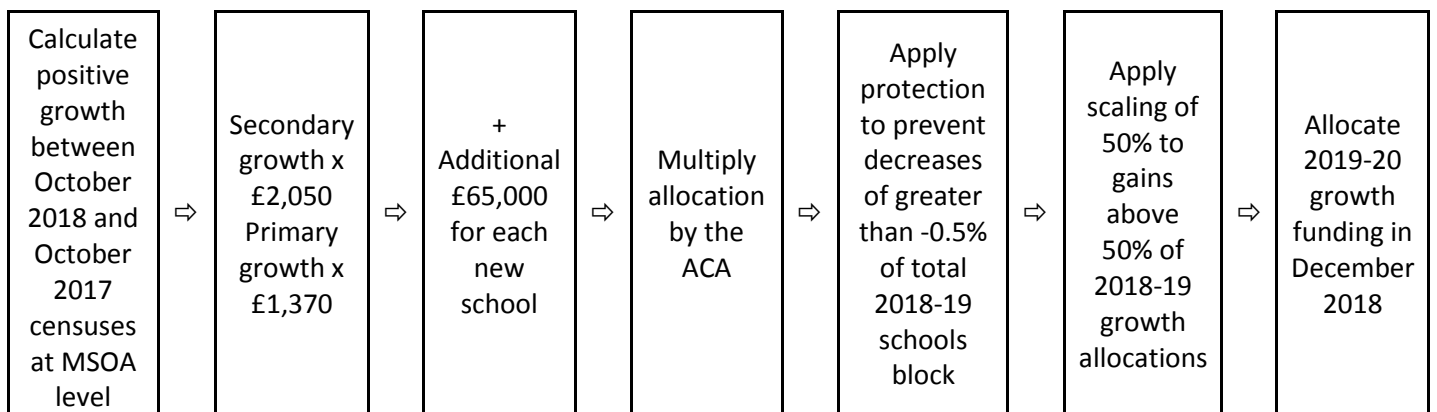 Calculate
positive
growth
between
October
2018 and
October
2017
censuses
at MSOA
level
⇨
Secondary
growth x
£2,050
Primary
growth x
£1,370
⇨
+
Additional
£65,000
for each
new
school
⇨
Multiply
allocation
by the
ACA
⇨
Apply
protection
to prevent
decreases
of greater
than -0.5%
of total
2018-19
schools
block
⇨
Apply
scaling of
50% to
gains
above
50% of
2018-19
growth
allocations
⇨
Allocate
2019-20
growth
funding in
December
2018